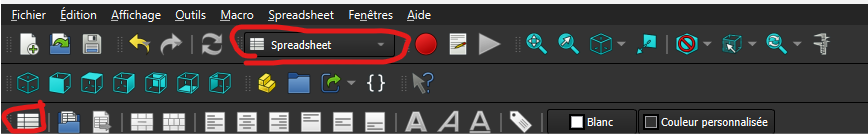 Fichier Édition Affichage Outils Macro Spreadsheet Fenêtres Aide
Spreadsheet
{}
A A A Blanc Couleur personnalisée